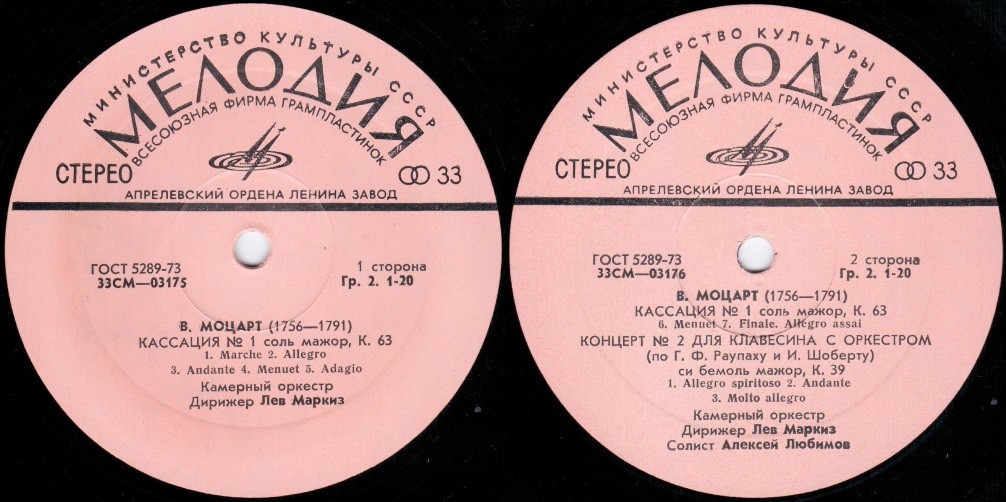 МИНИСТЕРСТВО КУЛЬТУРЫ СССР
МЕЛОДИЯ
ВСЕСОЮЗНАЯ ФИРМА ГРАМПЛАСТИНОК
СТЕРЕО 33
АПРЕЛЕВСКИЙ ОРДЕНА ЛЕНИНА ЗАВОД
ГОСТ 5289-73 1 сторона
33СМ—03175 Гр. 2. 1-20
В. МОЦАРТ (1756—1791)
КАССАЦИЯ № 1 соль мажор, К. 63
1. Marche 2. Allegro
3. Andante 4. Menuet 5. Adagio
Камерный оркестр
Дирижер Лев Маркиз
МИНИСТЕРСТВО КУЛЬТУРЫ СССР
МЕЛОДИЯ
ВСЕСОЮЗНАЯ ФИРМА ГРАМПЛАСТИНОК
СТЕРЕО 33
АПРЕЛЕВСКИЙ ОРДЕНА ЛЕНИНА ЗАВОД
ГОСТ 5289-73 2 сторона
33СМ—03176 Гр. 2. 1-20
В. МОЦАРТ (1756—1791)
КАССАЦИЯ № 1 соль мажор, К. 63
6. Menuet 7. Finale. Allegro assai
КОНЦЕРТ № 2 ДЛЯ КЛАВЕСИНА С ОРКЕСТРОМ
(по Г. Ф. Раупаху и И. Шоберту)
си бемоль мажор, К. 39
1. Allegro spiritoso 2. Andante
3. Molto allegro
Камерный оркестр
Дирижер Лев Маркиз
Солист Алексей Любимов